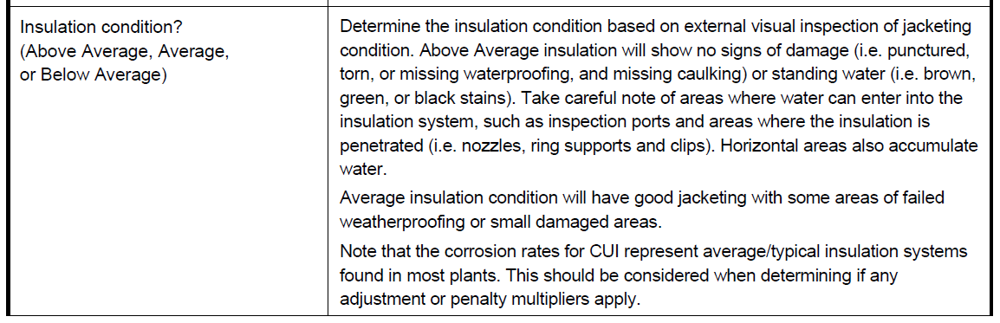 Insulation condition?
(Above Average, Average,
or Below Average)
Determine the insulation condition based on external visual inspection of jacketing
condition. Above Average insulation will show no signs of damage (i.e. punctured,
torn, or missing waterproofing, and missing caulking) or standing water (i.e. brown,
green, or black stains). Take careful note of areas where water can enter into the
insulation system, such as inspection ports and areas where the insulation is
penetrated (i.e. nozzles, ring supports and clips). Horizontal areas also accumulate
water.
Average insulation condition will have good jacketing with some areas of failed
weatherproofing or small damaged areas.
Note that the corrosion rates for CUI represent average/typical insulation systems
found in most plants. This should be considered when determining if any
adjustment or penalty multipliers apply.